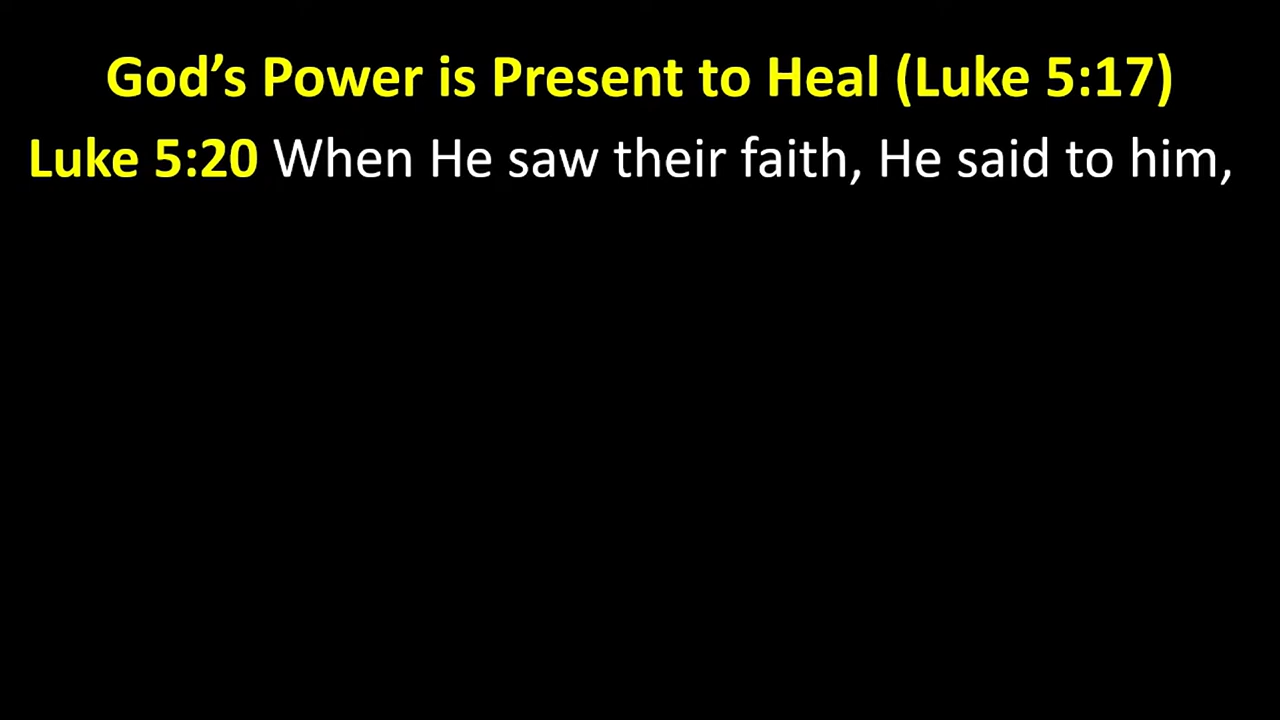 God’s Power is Present to Heal (Luke 5:17)
Luke 5:20 When He saw their faith, He said to him,